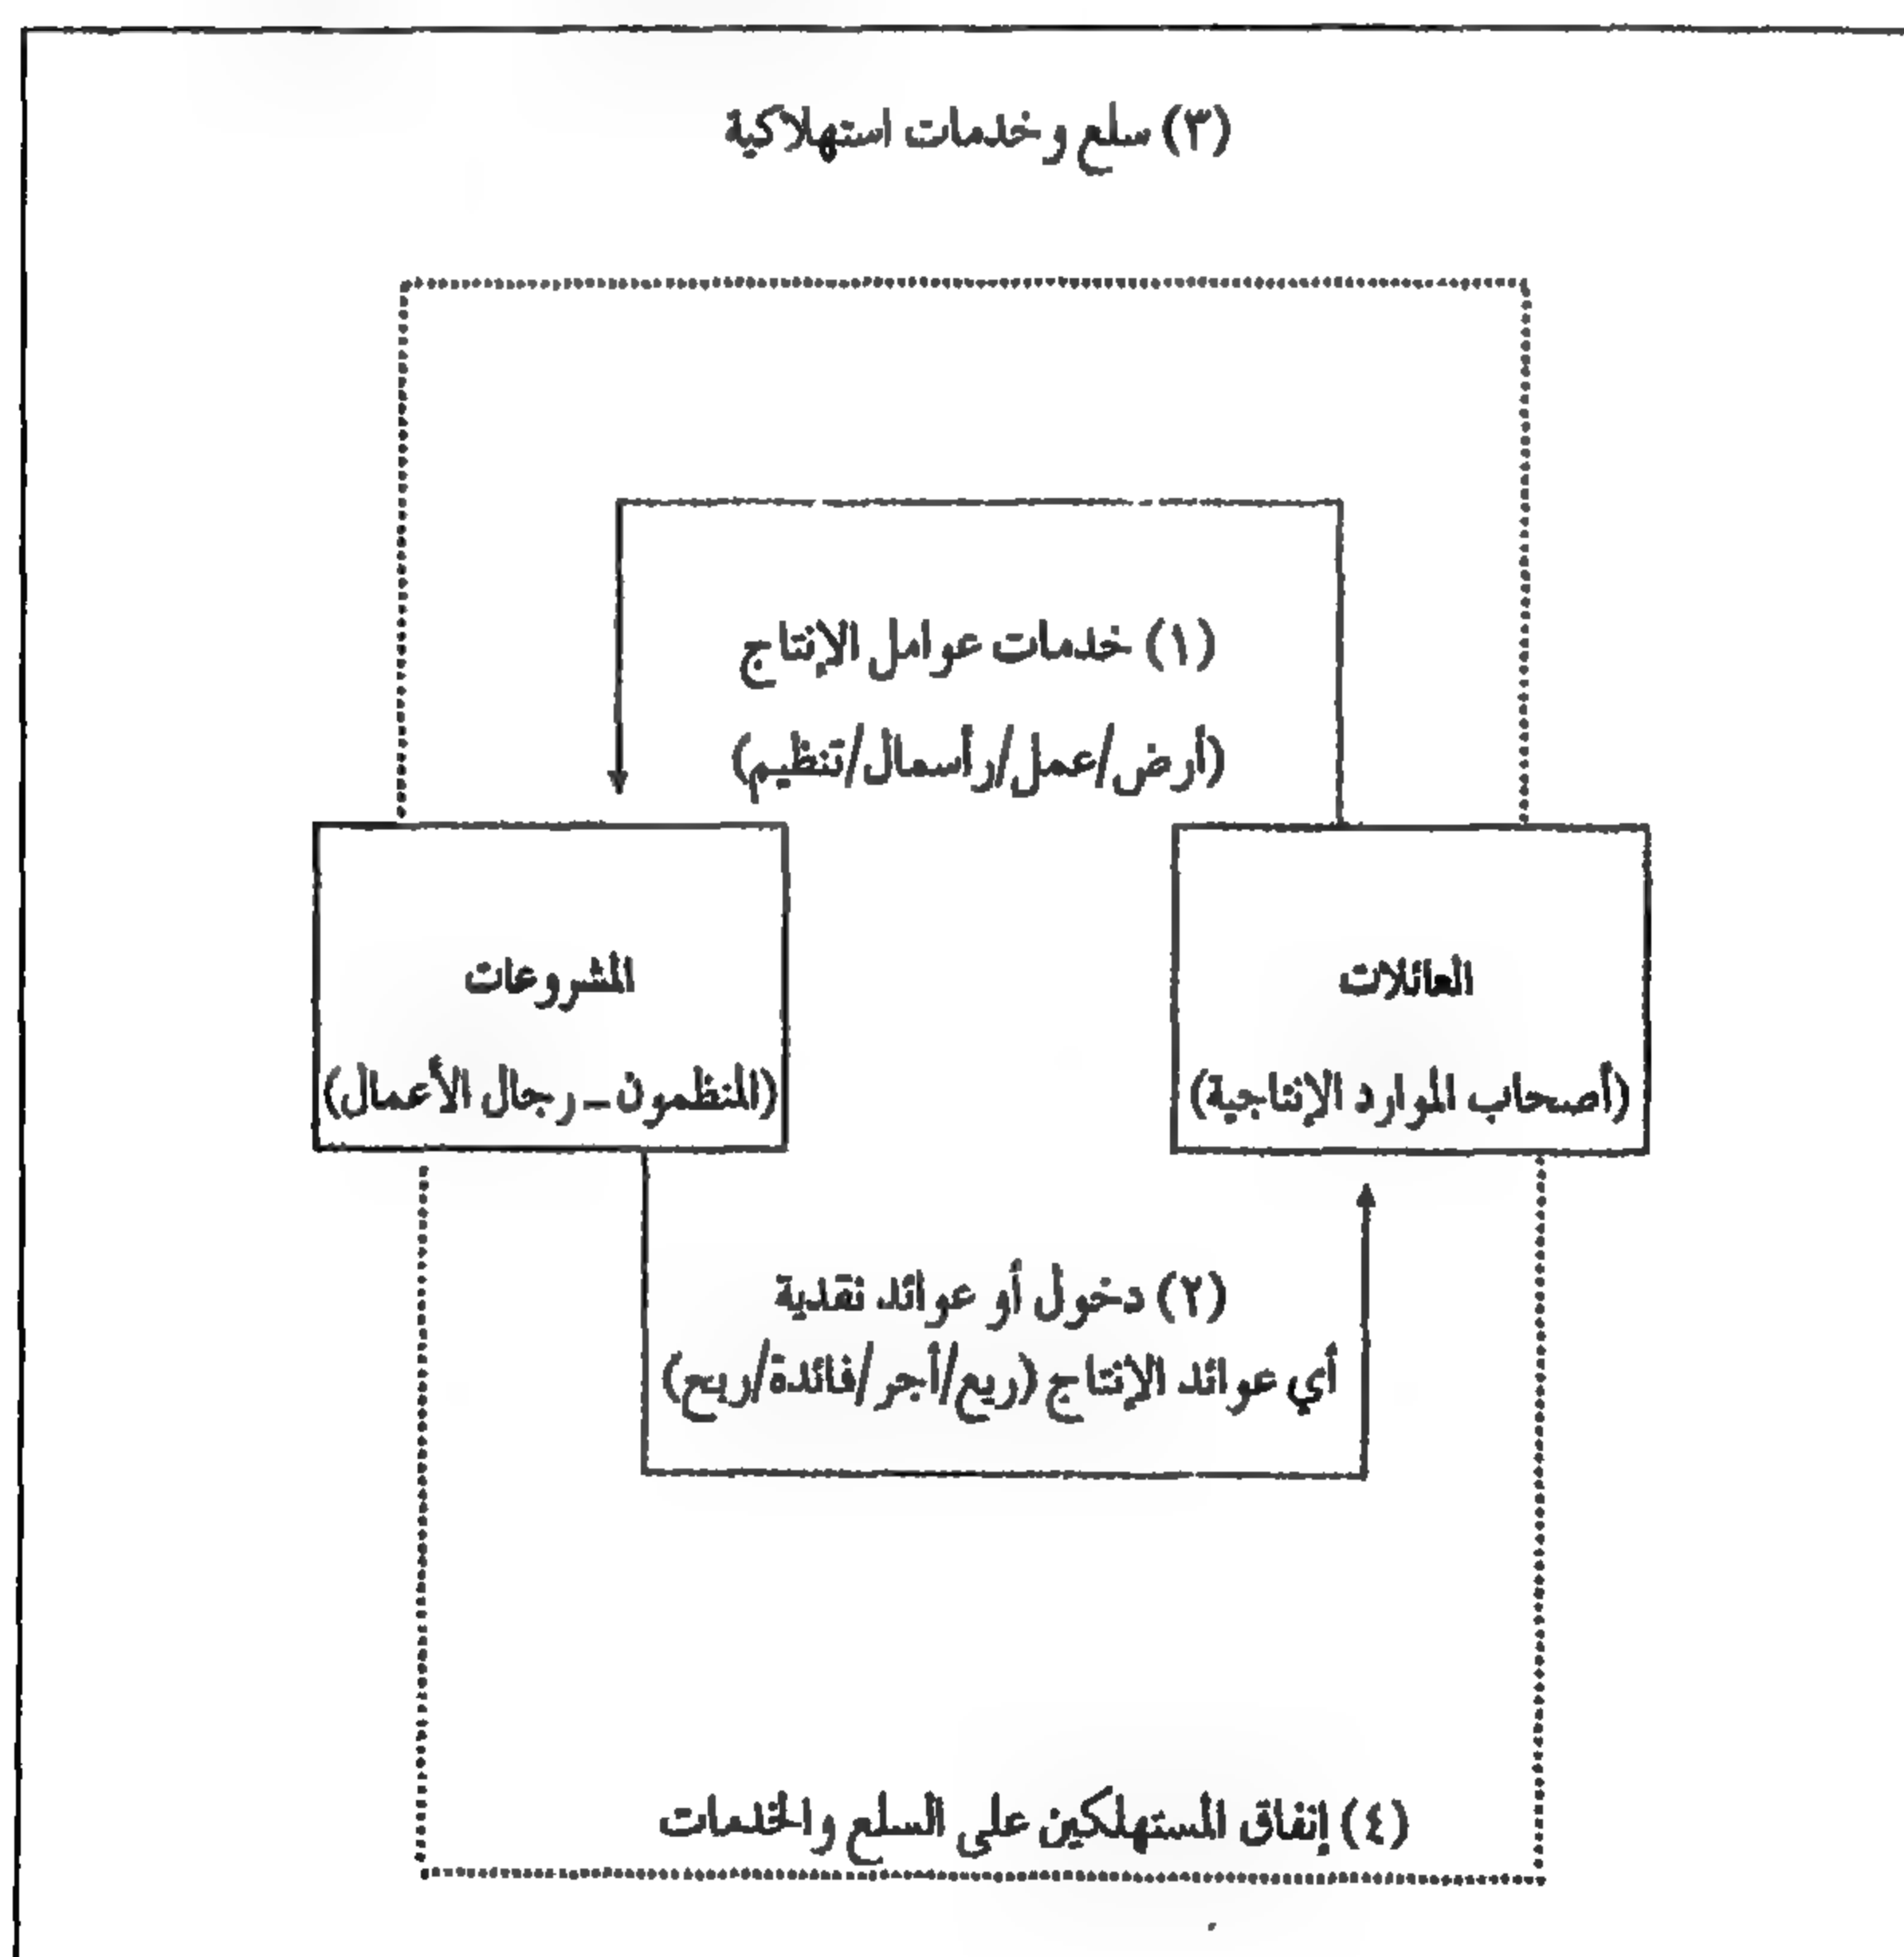 (٣) سلع وخدمات استهلاكية
(١) خدمات عوامل الإنتاج
(أرض/عمل/رأسمال/تنظيم)
العائلات
(أصحاب الموارد الإنتاجية)
المشروعات
(المنظمون – رجال الأعمال)
(٢) دخول أو عوائد نقدية
أي عوائد الإنتاج (ريع/أجر/فائدة/ربح)
(٤) إنفاق المستهلكين على السلع والخدمات